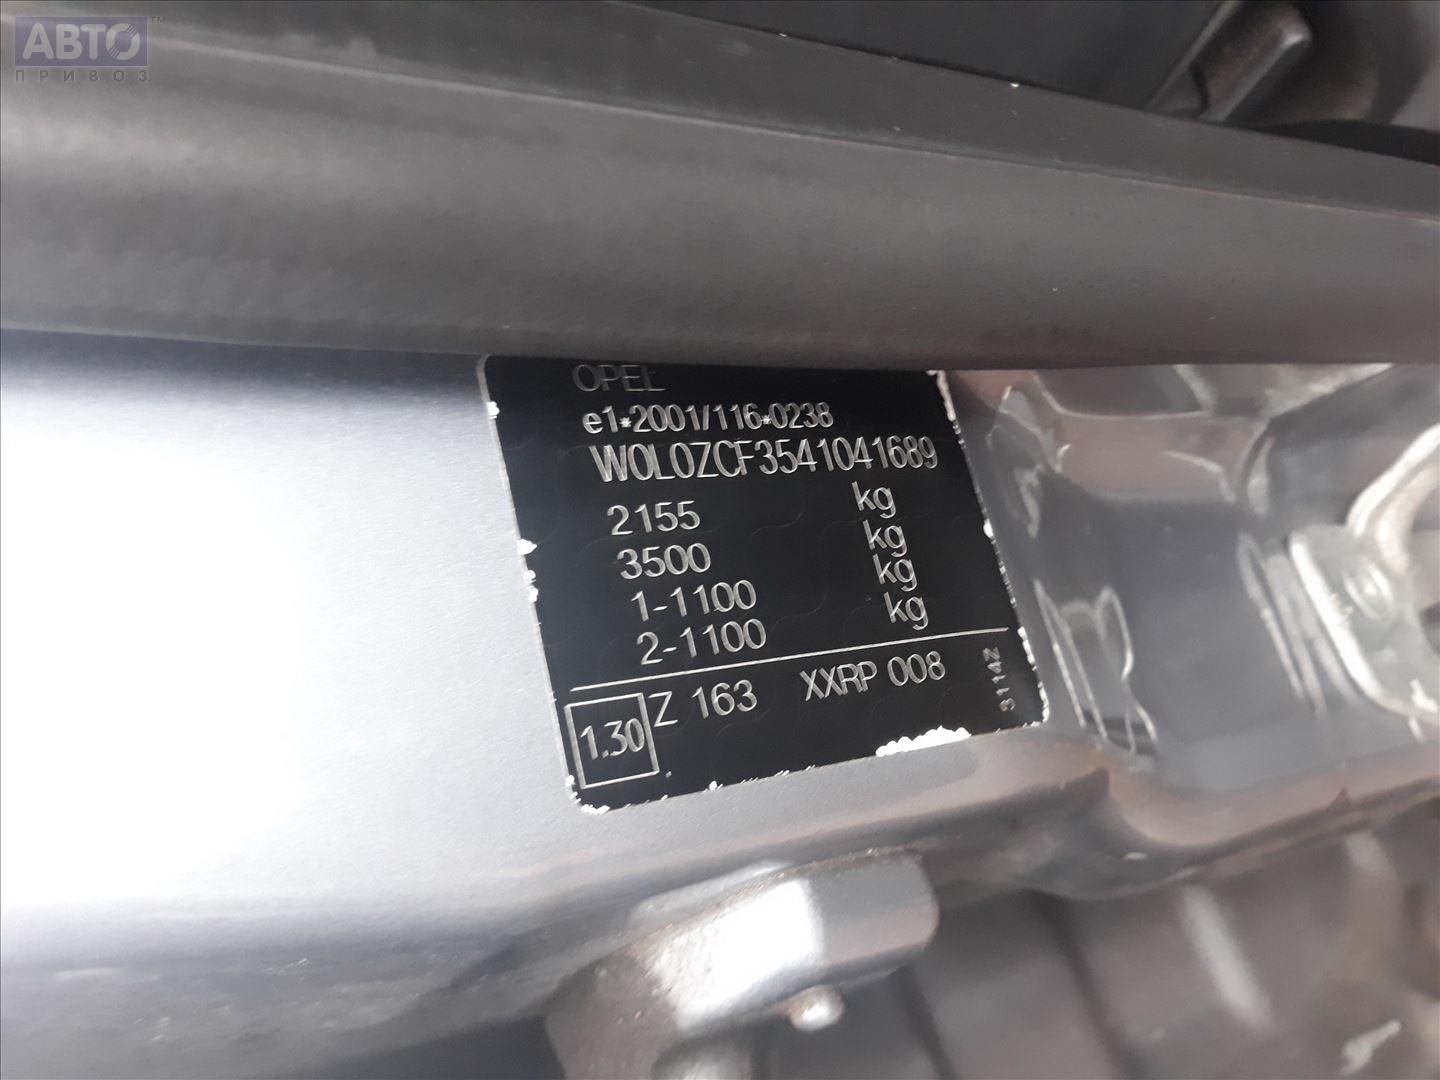 АВТО™
ПРИВОЗ
OPEL
e1*2001/116*0238
W0L0ZCF3541041689
2155 kg
3500 kg
1-1100 kg
2-1100 kg
1.30 Z 163 XXRP 008
3114Z